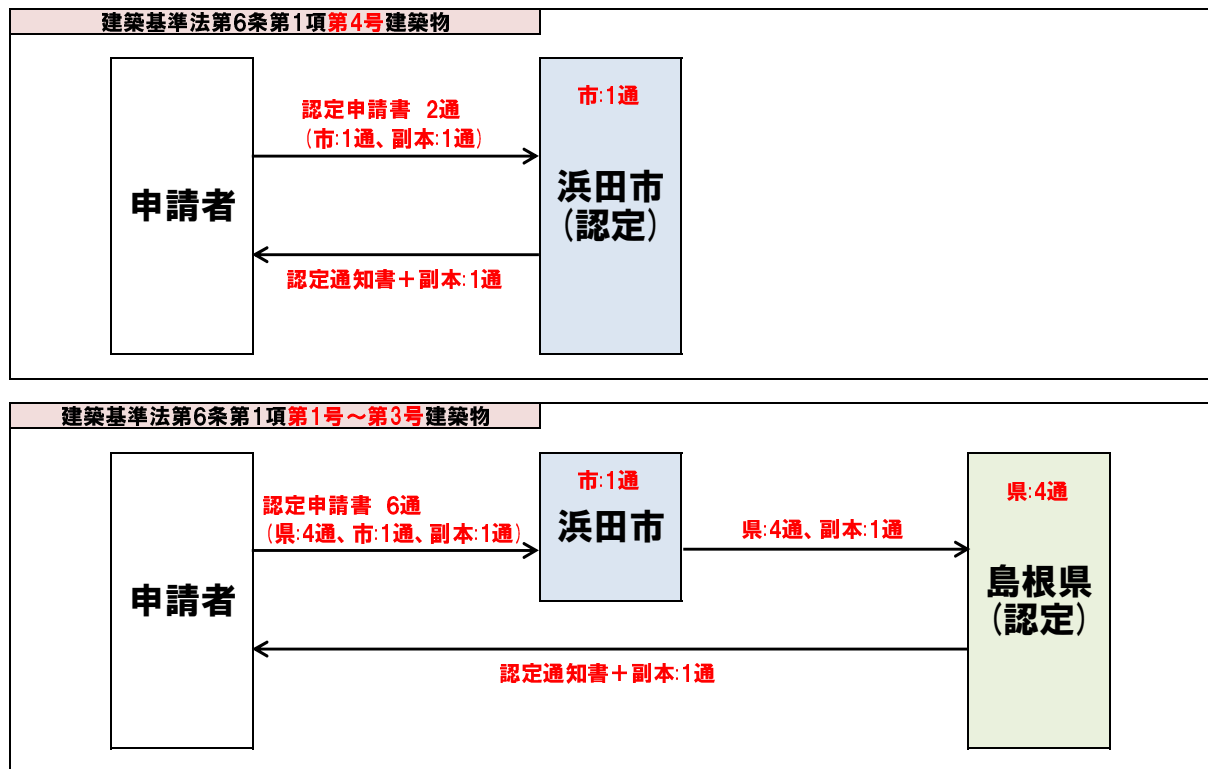 建築基準法第6条第1項第4号建築物
申請者
認定申請書 2通
(市:1通、副本:1通)
認定通知書+副本:1通
市:1通
浜田市
(認定)
建築基準法第6条第1項第1号~第3号建築物
申請者
認定申請書 6通
(県:4通、市:1通、副本:1通)
市:1通
浜田市
県:4通、副本:1通
認定通知書+副本:1通
県:4通
島根県
(認定)